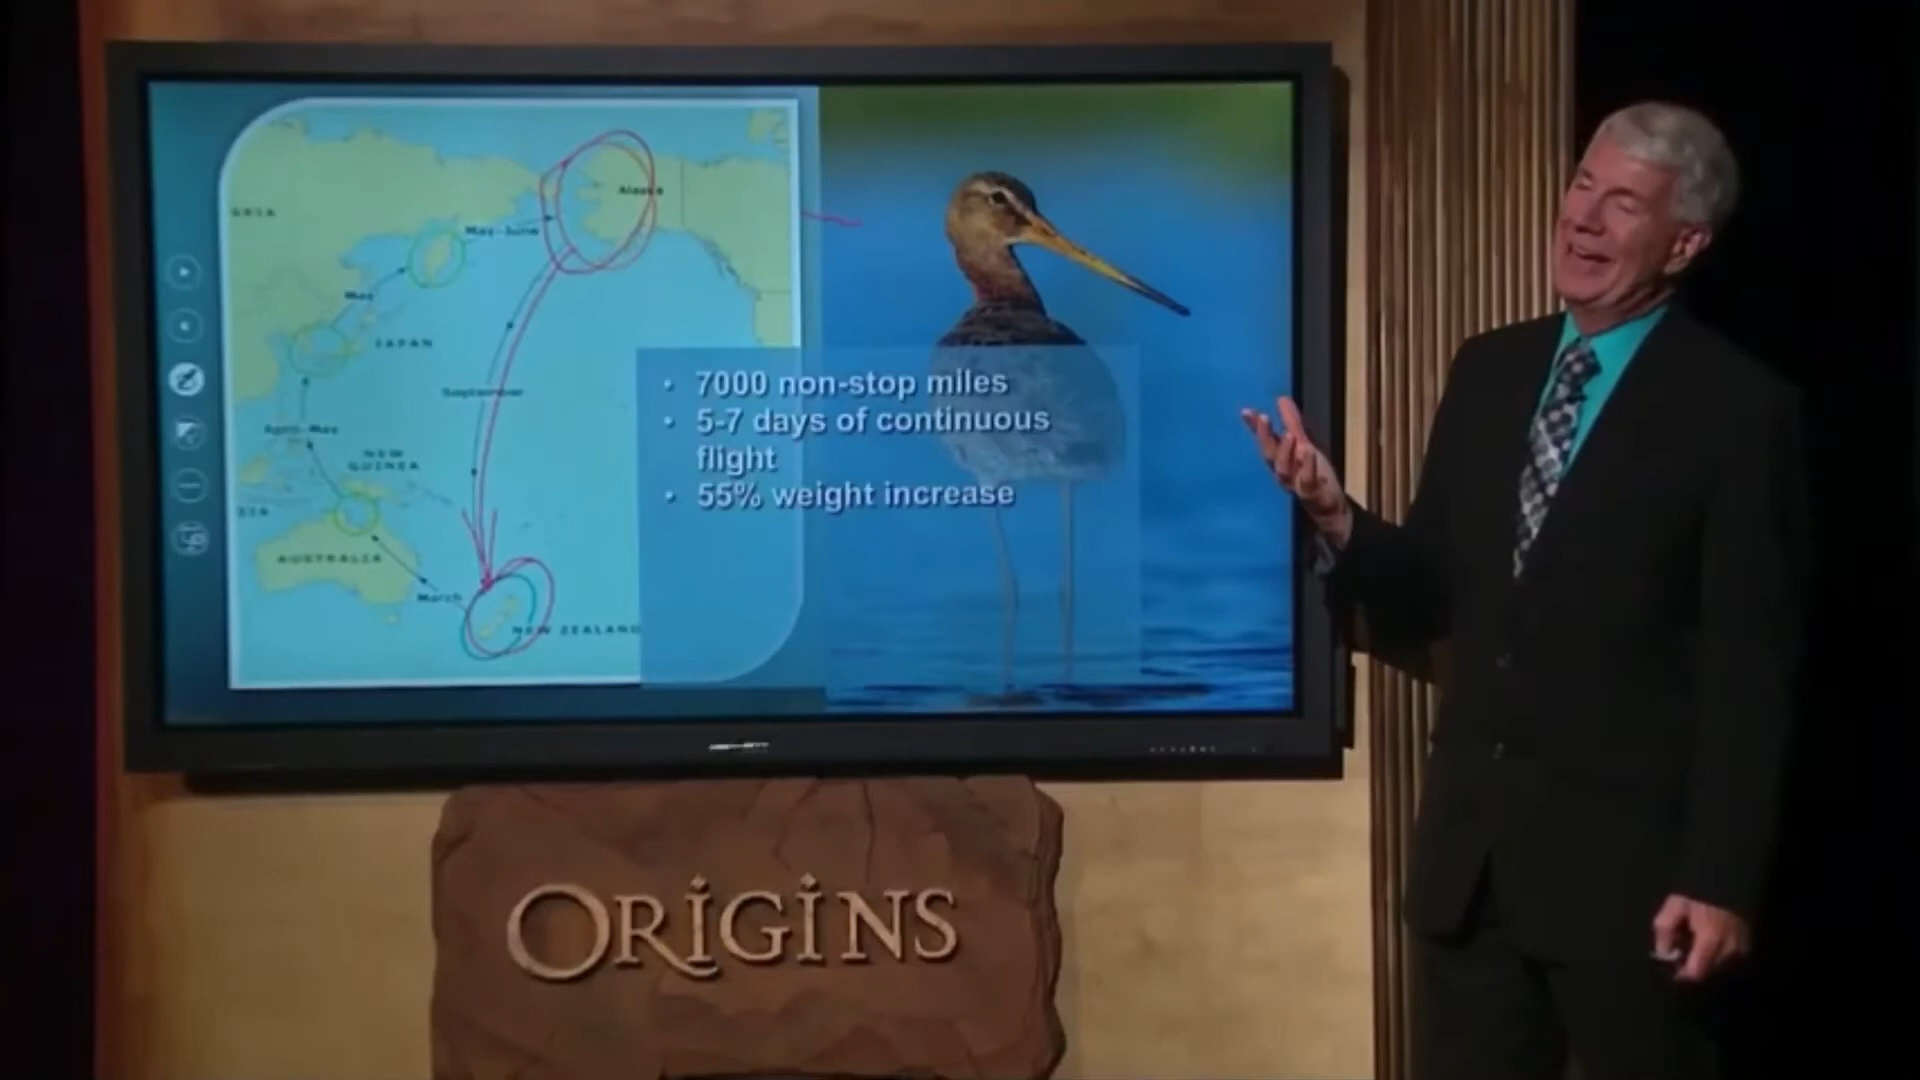 Alaska
May-June
May
JAPAN
September
April-May
NEW
GUINEA
AUSTRALIA
March
NEW ZEALAND
• 7000 non-stop miles
• 5-7 days of continuous
flight
• 55% weight increase
ORiGiNS